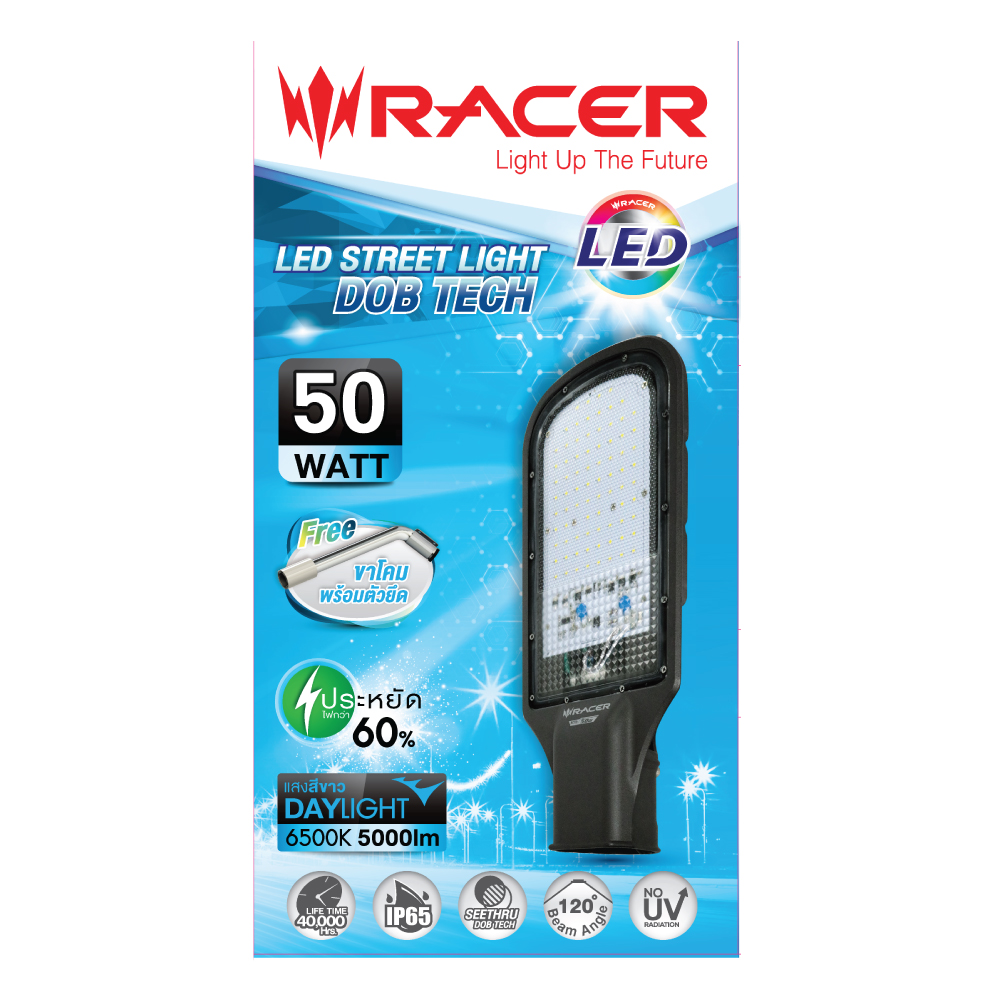 RACER
Light Up The Future
RACER
LED
LED STREET LIGHT
DOB TECH
50
WATT
Free
ขาโคม
พร้อมตัวยึด
ประหยัด
ไฟกว่า
60%
แสงสีขาว
DAYLIGHT
6500K 5000lm
RACER
50W
LIFE TIME
40,000
Hrs.
IP65
SEETHRU
DOB TECH
120°
Beam Angle
NO
UV
RADIATION